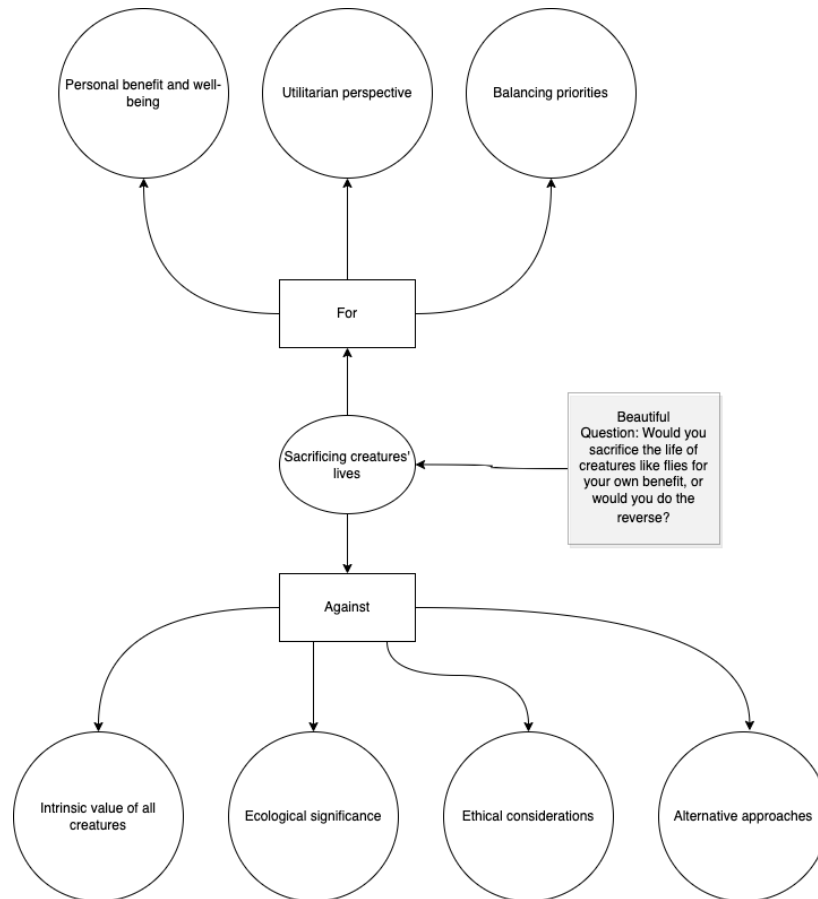 Personal benefit and well-
being
Utilitarian perspective
Balancing priorities
For
Sacrificing creatures'
lives
Beautiful
Question: Would you
sacrifice the life of
creatures like flies for
your own benefit, or
would you do the
reverse?
Against
Intrinsic value of all
creatures
Ecological significance
Ethical considerations
Alternative approaches